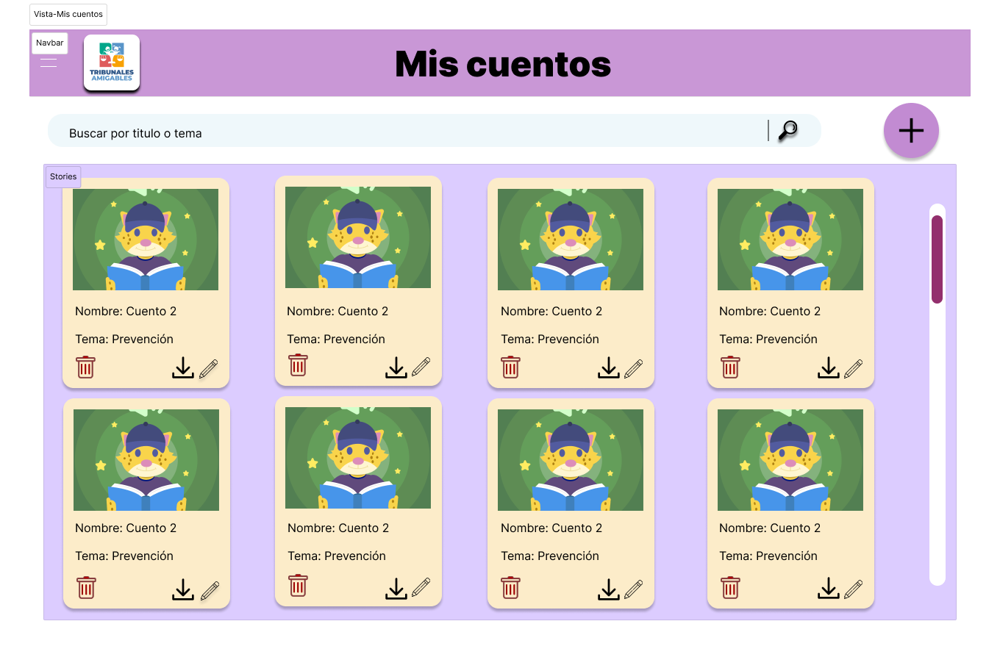 Vista-Mis cuentos
Navbar
TRIBUNALES
AMIGABLES
Mis cuentos
Buscar por titulo o tema
Stories
Nombre: Cuento 2
Tema: Prevención
Nombre: Cuento 2
Tema: Prevención
Nombre: Cuento 2
Tema: Prevención
Nombre: Cuento 2
Tema: Prevención
Nombre: Cuento 2
Tema: Prevención
Nombre: Cuento 2
Tema: Prevención
Nombre: Cuento 2
Tema: Prevención
Nombre: Cuento 2
Tema: Prevención